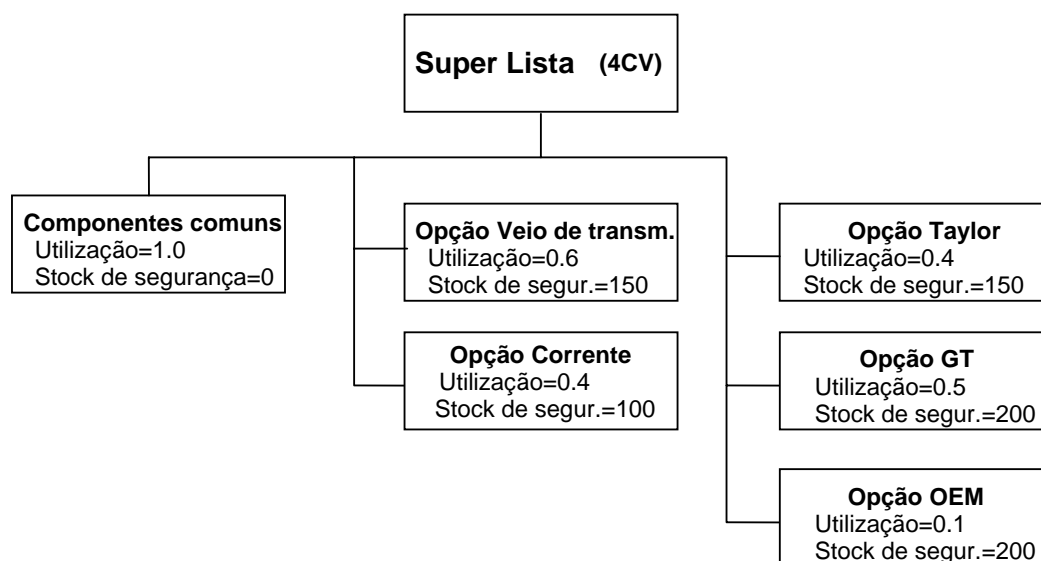 Super Lista (4CV)
Componentes comuns
Utilização=1.0
Stock de segurança=0
Opção Veio de transm.
Utilização=0.6
Stock de segur.=150
Opção Corrente
Utilização=0.4
Stock de segur.=100
Opção Taylor
Utilização=0.4
Stock de segur.=150
Opção GT
Utilização=0.5
Stock de segur.=200
Opção OEM
Utilização=0.1
Stock de segur.=200